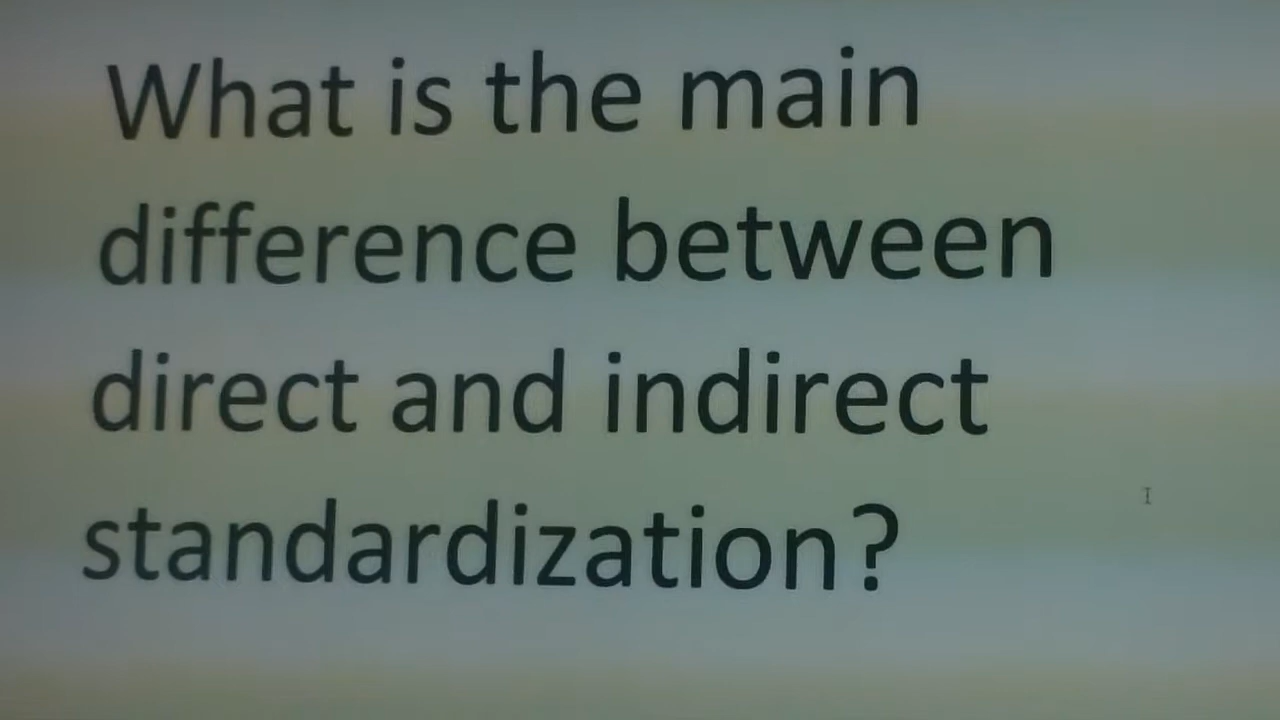 What is the main
difference between
direct and indirect
standardization?